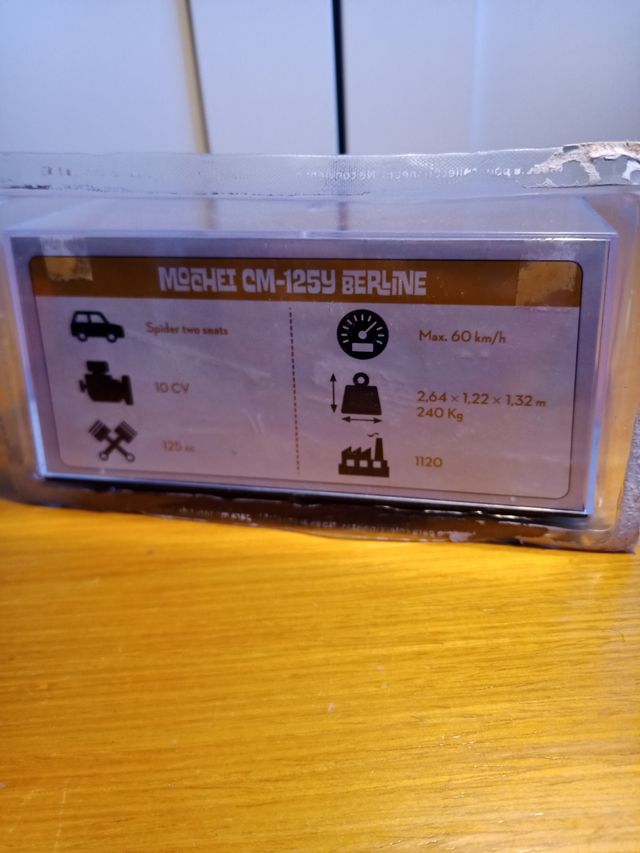 MOCHET CM-125Y BERLINE
Spider two seats
10 CV
125 cc
Max. 60 km/h
2,64 × 1,22 × 1,32 m
240 Kg
1120